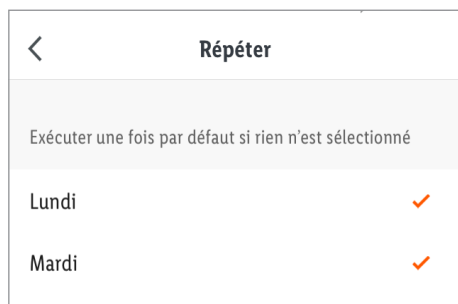 Répéter
Exécuter une fois par défaut si rien n’est sélectionné
Lundi
Mardi